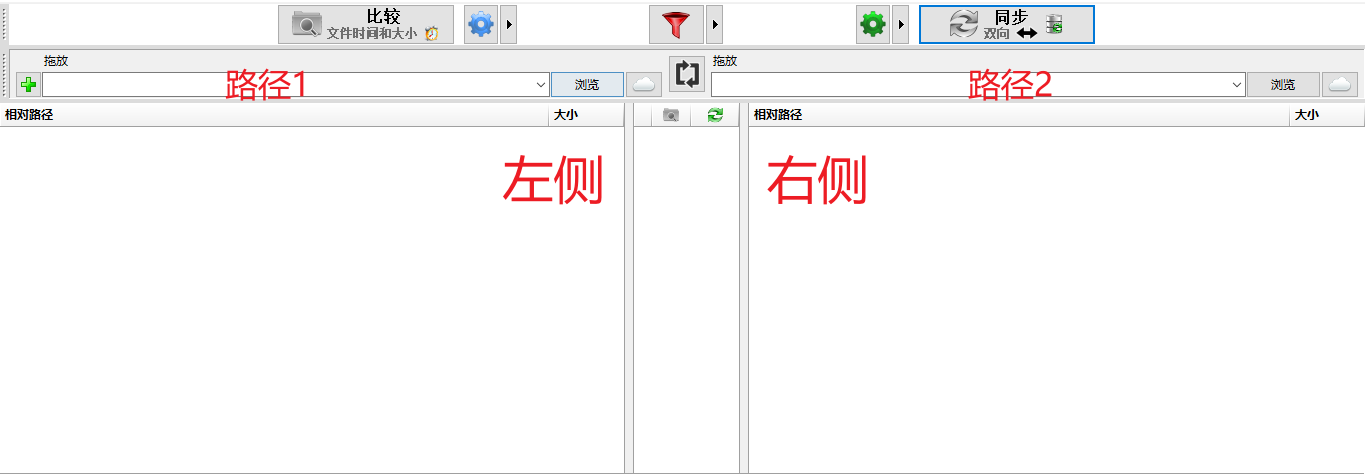 比较
文件时间和大小
同步
双向
拖放
路径1
浏览
拖放
路径2
浏览
相对路径 大小
相对路径 大小
左侧
右侧